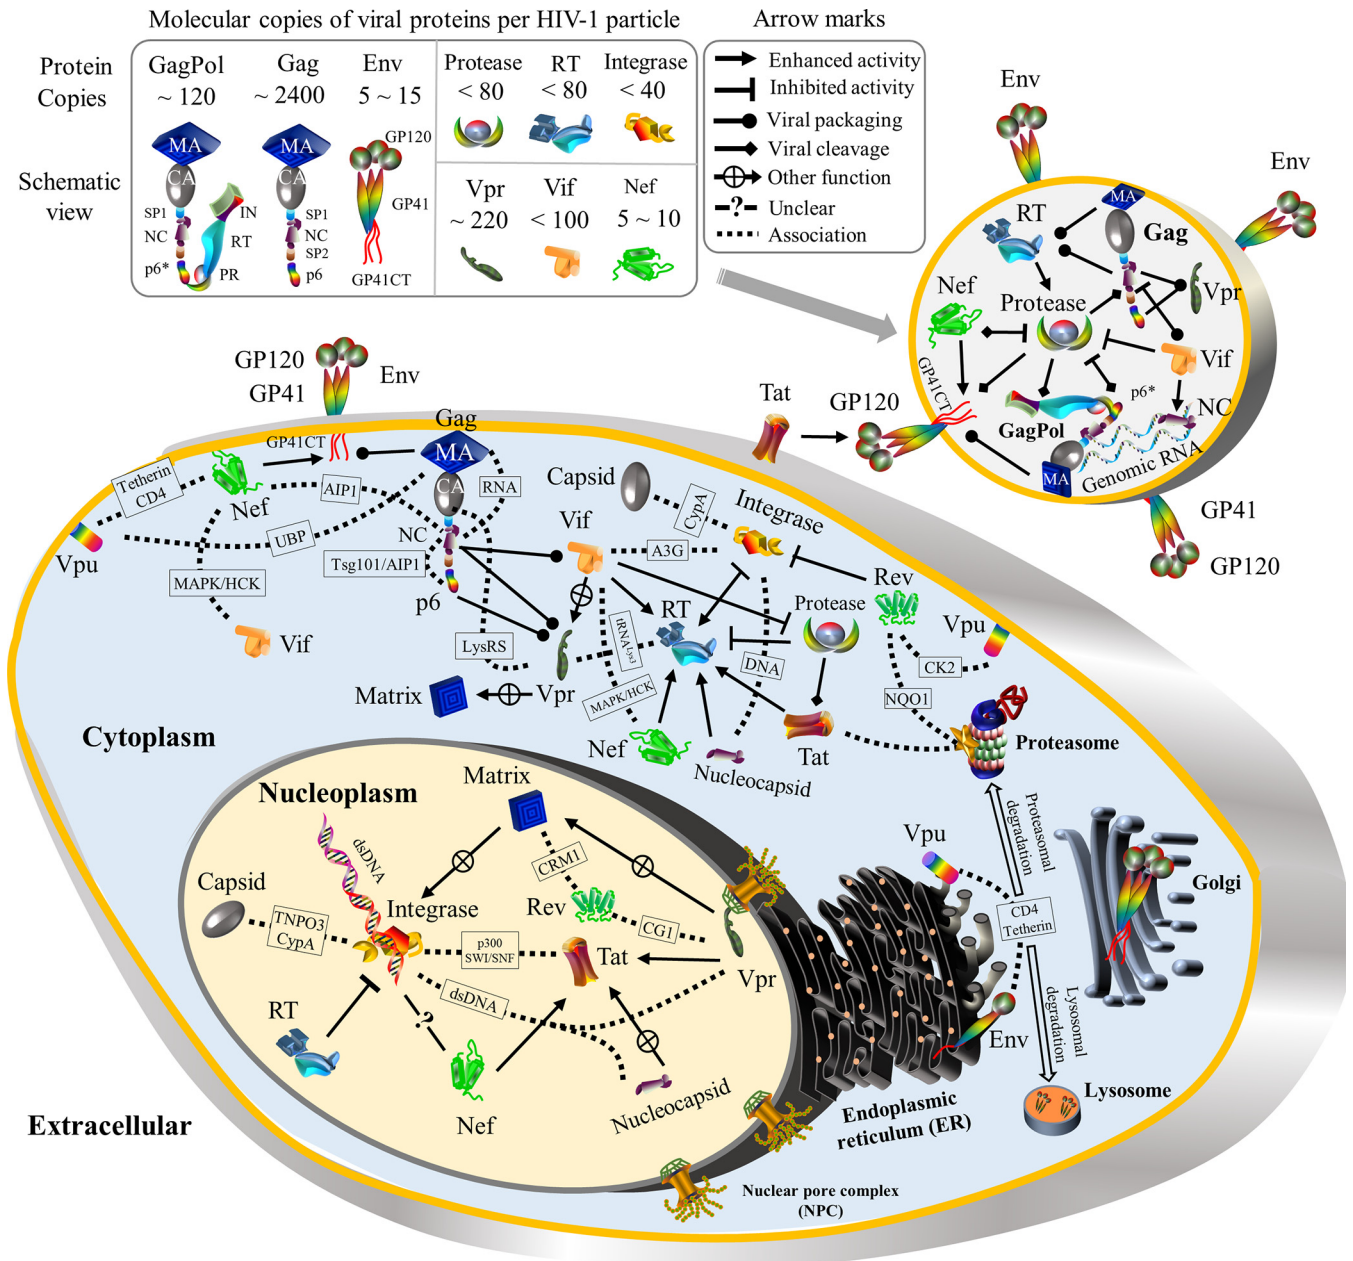 Molecular copies of viral proteins per HIV-1 particle
Protein
Copies
GagPol
~ 120
Gag
~ 2400
Env
5 ~ 15
Protease
< 80
RT
< 80
Integrase
< 40
Schematic
view
MA
CA
SP1
NC
p6*
IN
RT
PR
MA
CA
SP1
NC
SP2
p6
GP120
GP41
GP41CT
Vpr
~ 220
Vif
< 100
Nef
5 ~ 10
Arrow marks
Enhanced activity
Inhibited activity
Viral packaging
Viral cleavage
Other function
?
Unclear
Association
Env
Env
MA
RT
Gag
Nef
Protease
Vpr
Vif
GP41CT
p6*
NC
GagPol
MA
Genomic RNA
GP41
GP120
Tat
GP120
GP120
GP41
Env
Gag
GP41CT
MA
CA
RNA
Tetherin
CD4
Nef
AIP1
Vpu
UBP
NC
Tsg101/AIP1
p6
MAPK/HCK
Vif
LysRS
Capsid
CypA
Integrase
Vif
A3G
Rev
RT
Protease
Vpu
tRNALys3
DNA
CK2
Matrix
Vpr
MAPK/HCK
NQO1
Nef
Nucleocapsid
Tat
Proteasome
Cytoplasm
Nucleoplasm
Matrix
dsDNA
CRM1
Capsid
TNPO3
CypA
Integrase
Rev
CG1
p300
SWI/SNF
Tat
Vpr
dsDNA
RT
?
Nef
Nucleocapsid
Proteasomal
degradation
Vpu
CD4
Tetherin
Golgi
Lysosomal
degradation
Env
Lysosome
Endoplasmic
reticulum (ER)
Extracellular
Nuclear pore complex
(NPC)